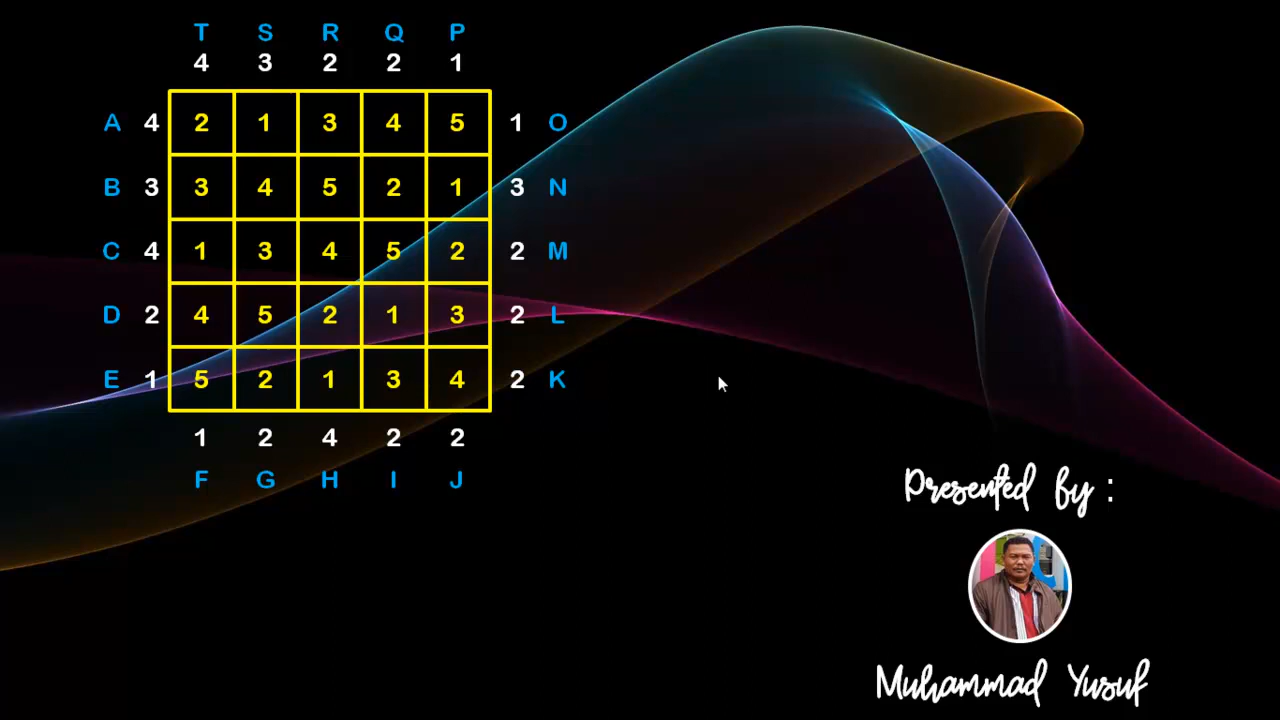 T S R Q P
4 3 2 2 1
A 4 2 1 3 4 5 1 O
B 3 3 4 5 2 1 3 N
C 4 1 3 4 5 2 2 M
D 2 4 5 2 1 3 2 L
E 1 5 2 1 3 4 2 K
1 2 4 2 2
F G H I J
Presented by :
Muhammad Yusuf